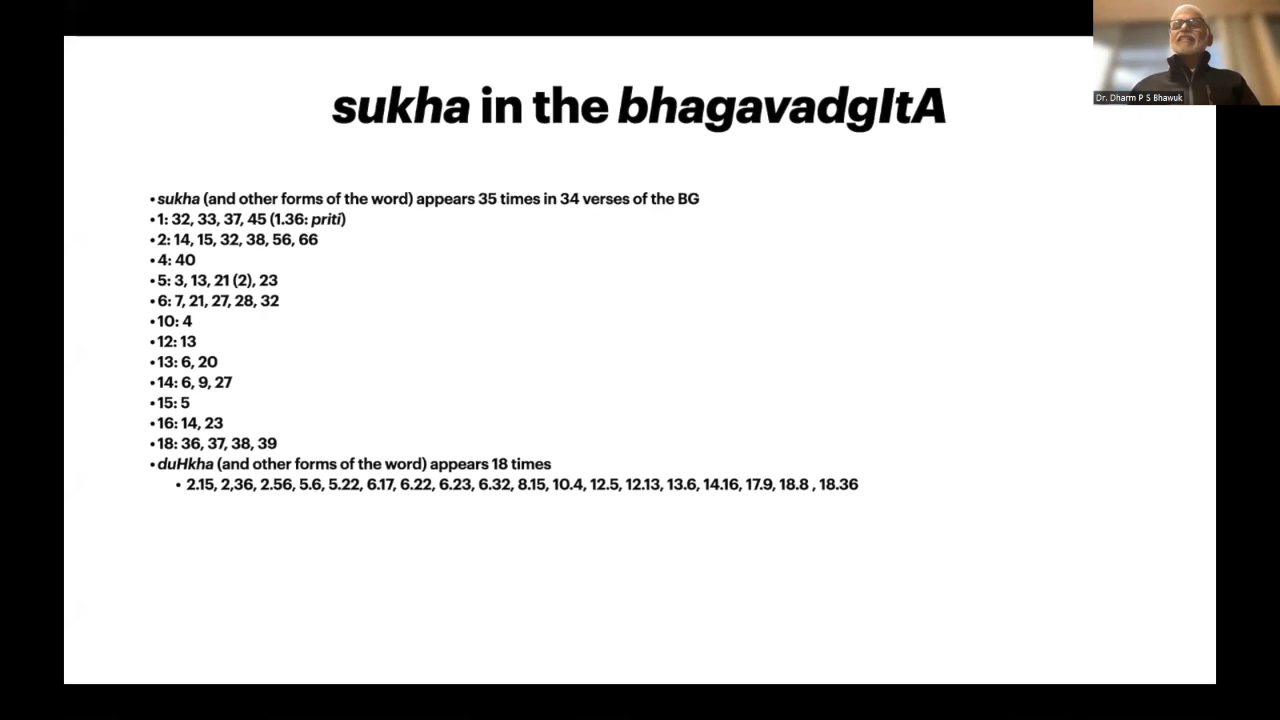 sukha in the bhagavadgItA
Dr. Dharm P S Bhawuk
•sukha (and other forms of the word) appears 35 times in 34 verses of the BG
•1: 32, 33, 37, 45 (1.36: priti)
•2: 14, 15, 32, 38, 56, 66
•4: 40
•5: 3, 13, 21 (2), 23
•6: 7, 21, 27, 28, 32
•10: 4
•12: 13
•13: 6, 20
•14: 6, 9, 27
•15: 5
•16: 14, 23
•18: 36, 37, 38, 39
•duHkha (and other forms of the word) appears 18 times
• 2.15, 2,36, 2.56, 5.6, 5.22, 6.17, 6.22, 6.23, 6.32, 8.15, 10.4, 12.5, 12.13, 13.6, 14.16, 17.9, 18.8 , 18.36